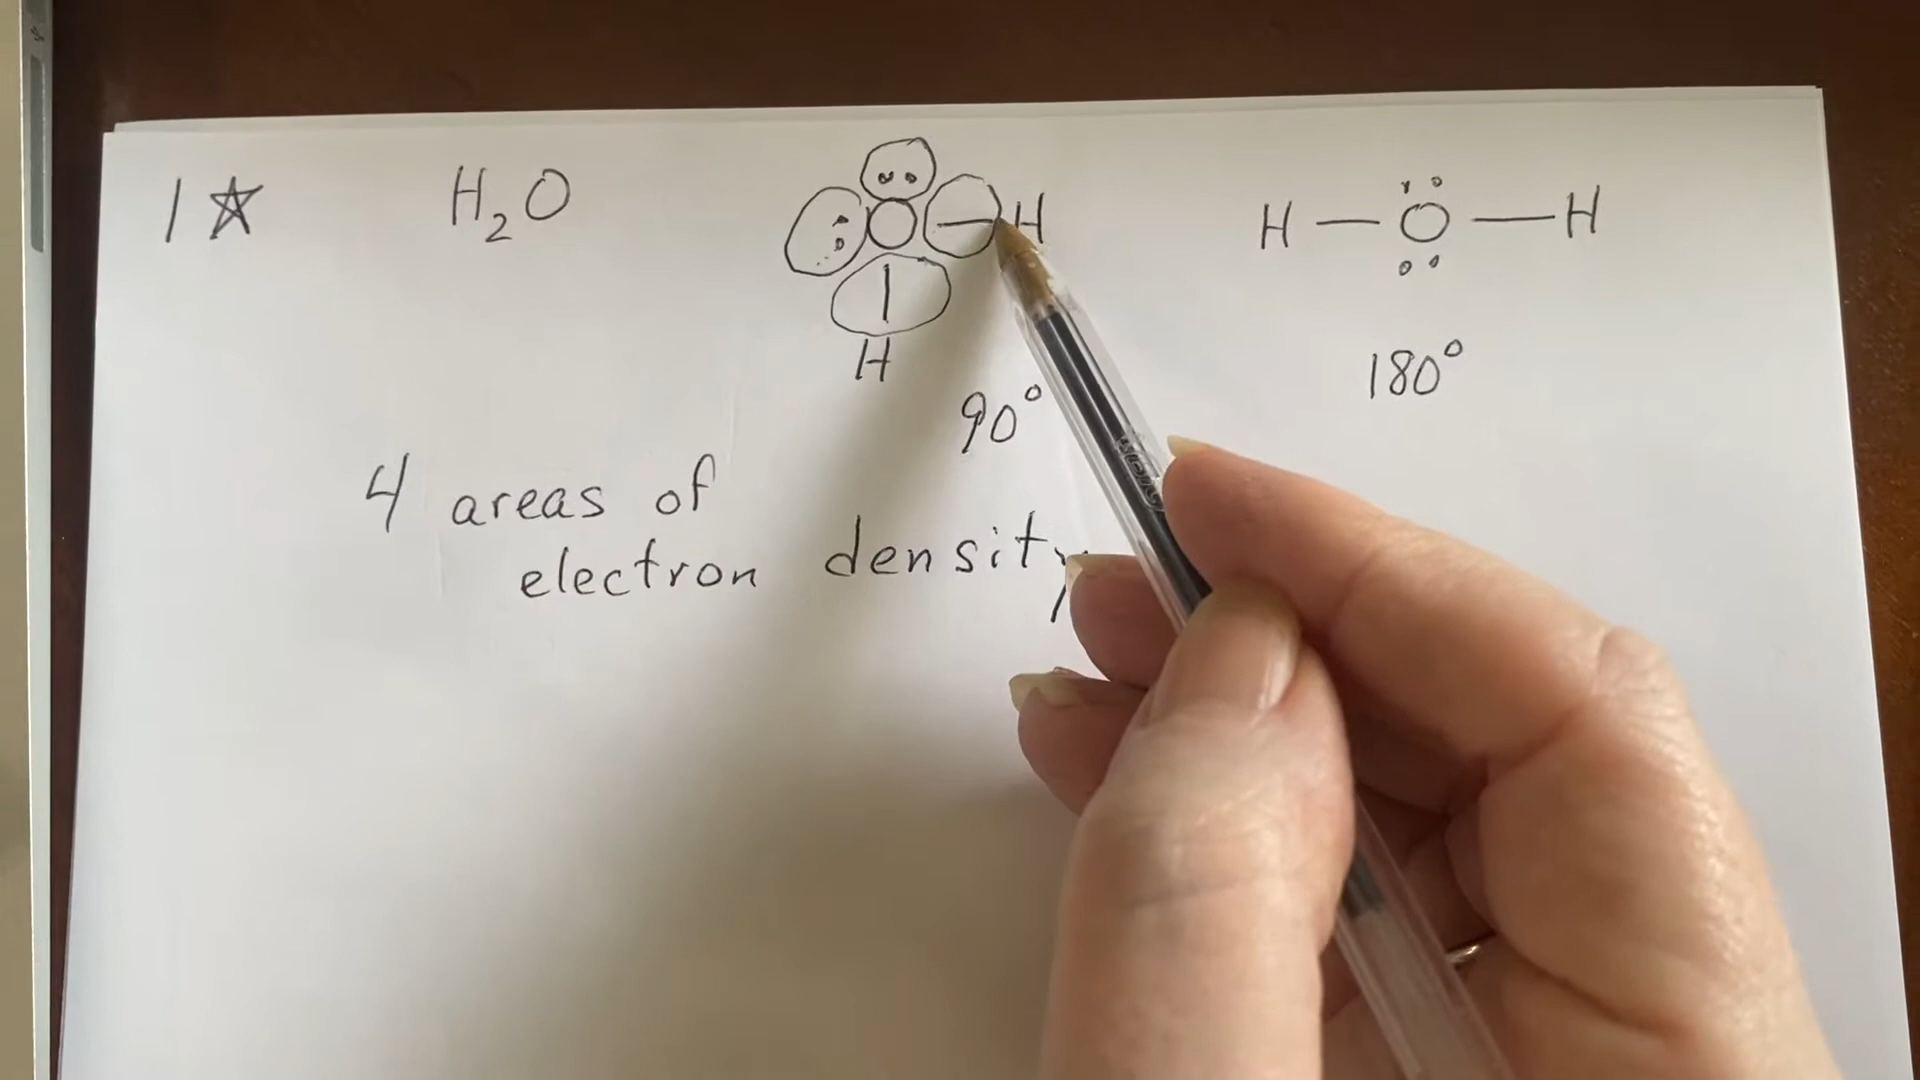 1 ☆ H₂O O H H — O — H
H
90° 180°
4 areas of
electron density